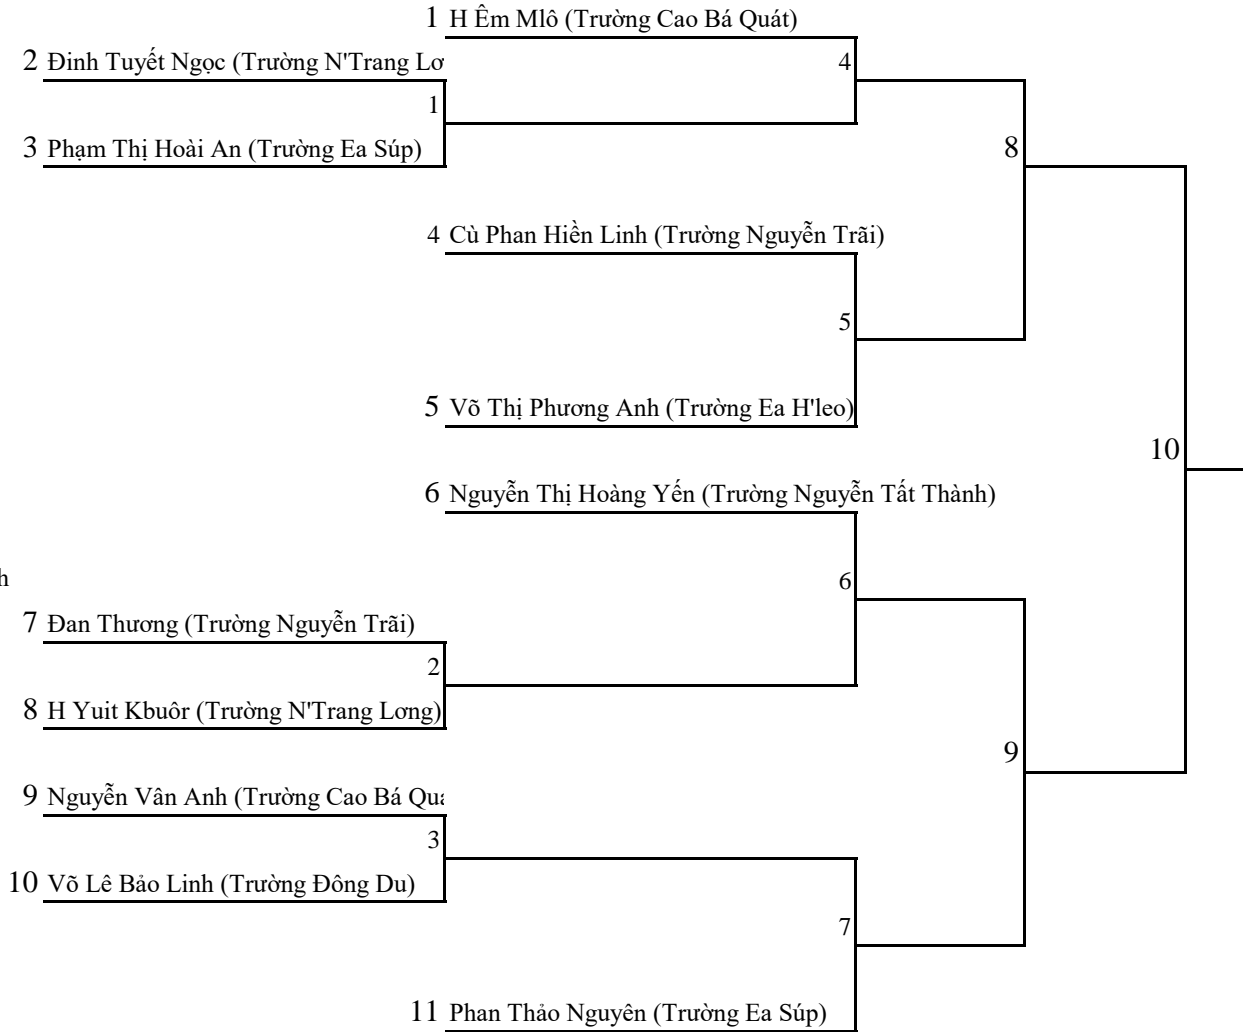 1 H Êm Mlô (Trường Cao Bá Quát)
2 Đinh Tuyết Ngọc (Trường N'Trang Lơ
4
1
3 Phạm Thị Hoài An (Trường Ea Súp)
8
4 Cù Phan Hiền Linh (Trường Nguyễn Trãi)
5
5 Võ Thị Phương Anh (Trường Ea H'leo)
10
6 Nguyễn Thị Hoàng Yến (Trường Nguyễn Tất Thành)
h
6
7 Đan Thương (Trường Nguyễn Trãi)
2
8 H Yuit Kbuôr (Trường N'Trang Lơng)
9
9 Nguyễn Vân Anh (Trường Cao Bá Qu
3
10 Võ Lê Bảo Linh (Trường Đông Du)
7
11 Phan Thảo Nguyên (Trường Ea Súp)